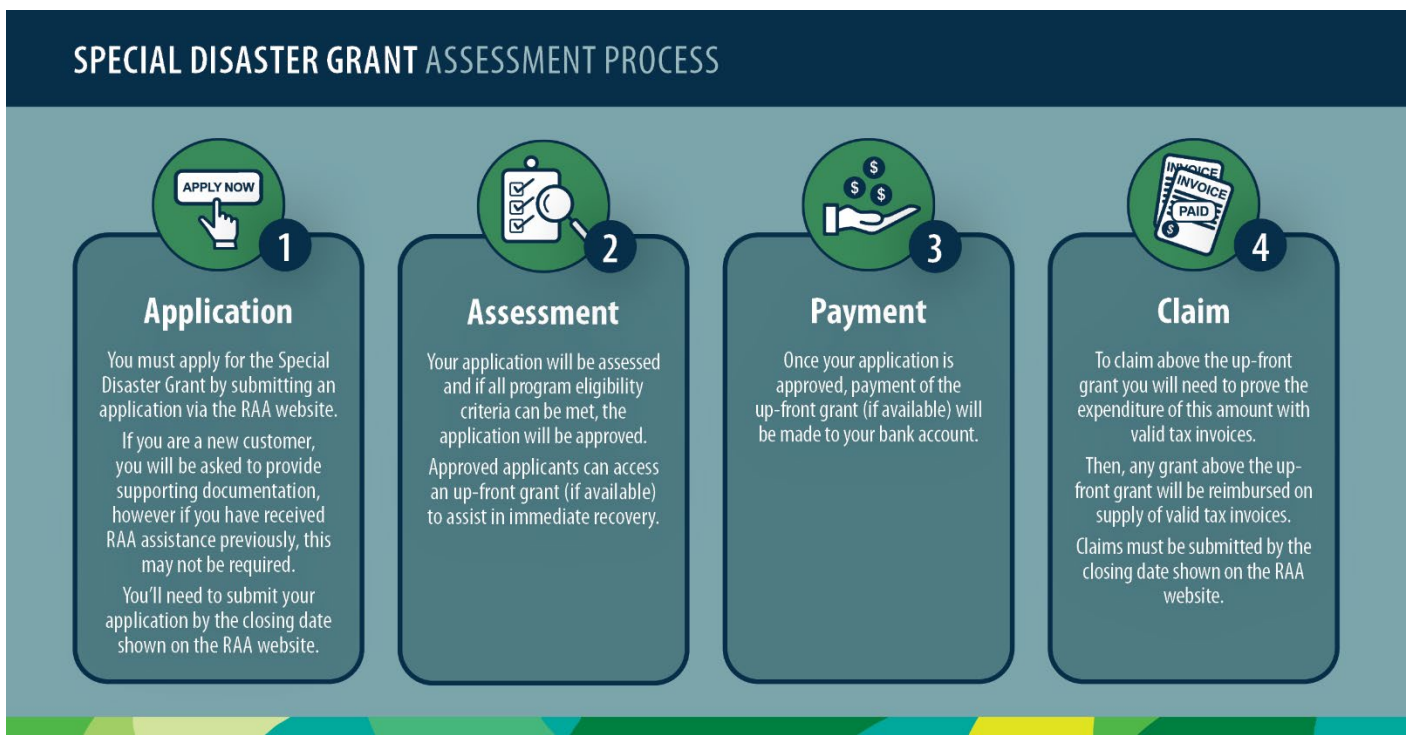 SPECIAL DISASTER GRANT ASSESSMENT PROCESS
APPLY NOW
1
Application
You must apply for the Special
Disaster Grant by submitting an
application via the RAA website.
If you are a new customer,
you will be asked to provide
supporting documentation,
however if you have received
RAA assistance previously, this
may not be required.
You'll need to submit your
application by the closing date
shown on the RAA website.
2
Assessment
Your application will be assessed
and if all program eligibility
criteria can be met, the
application will be approved.
Approved applicants can access
an up-front grant (if available)
to assist in immediate recovery.
$
$
$
3
Payment
Once your application is
approved, payment of the
up-front grant (if available) will
be made to your bank account.
INVOICE
INVOICE
PAID
$
4
Claim
To claim above the up-front
grant you will need to prove the
expenditure of this amount with
valid tax invoices.
Then, any grant above the up-
front grant will be reimbursed on
supply of valid tax invoices.
Claims must be submitted by the
closing date shown on the RAA
website.